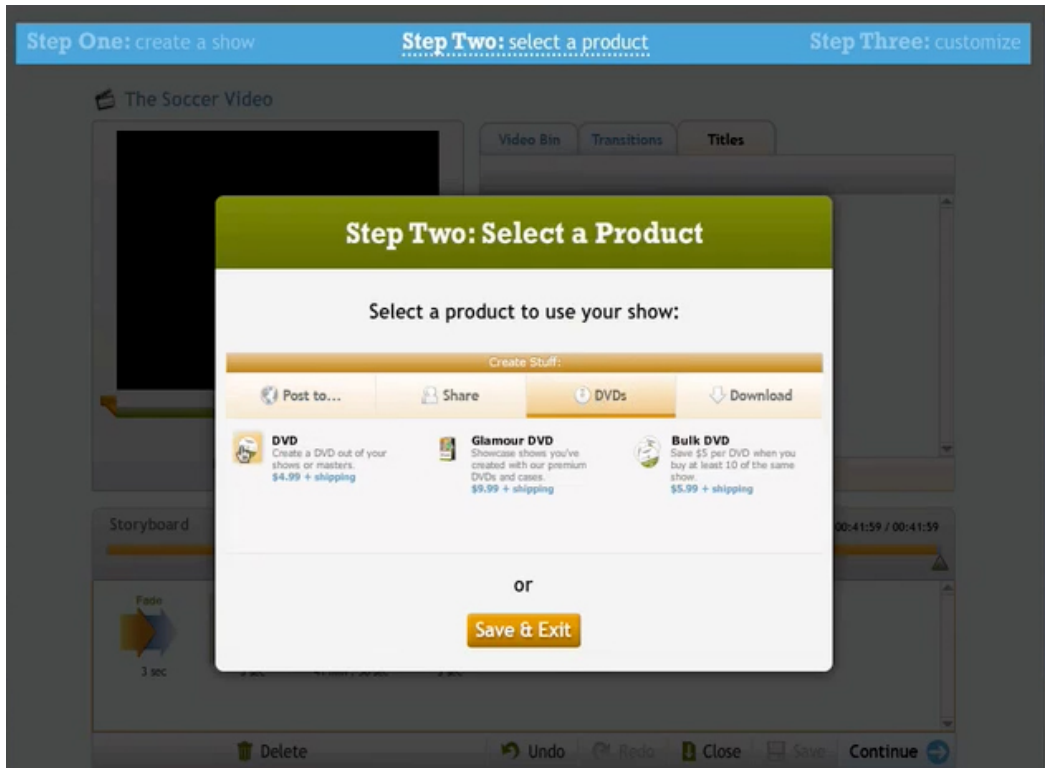 Step One: create a show
Step Two: select a product
Step Three: customize
The Soccer Video
Video Bin
Transitions
Titles
Step Two: Select a Product
Select a product to use your show:
Create Stuff:
Post to...
Share
DVDs
Download
DVD
Create a DVD out of your
shows or masters.
$4.99 + shipping
Glamour DVD
Showcase shows you've
created with our premium
DVDs and cases.
$9.99 + shipping
Bulk DVD
Save $5 per DVD when you
buy at least 10 of the same
show.
$5.99 + shipping
Storyboard
00:41:59 / 00:41:59
or
Save & Exit
Fade
3 sec
Delete
Undo
Redo
Close
Save
Continue